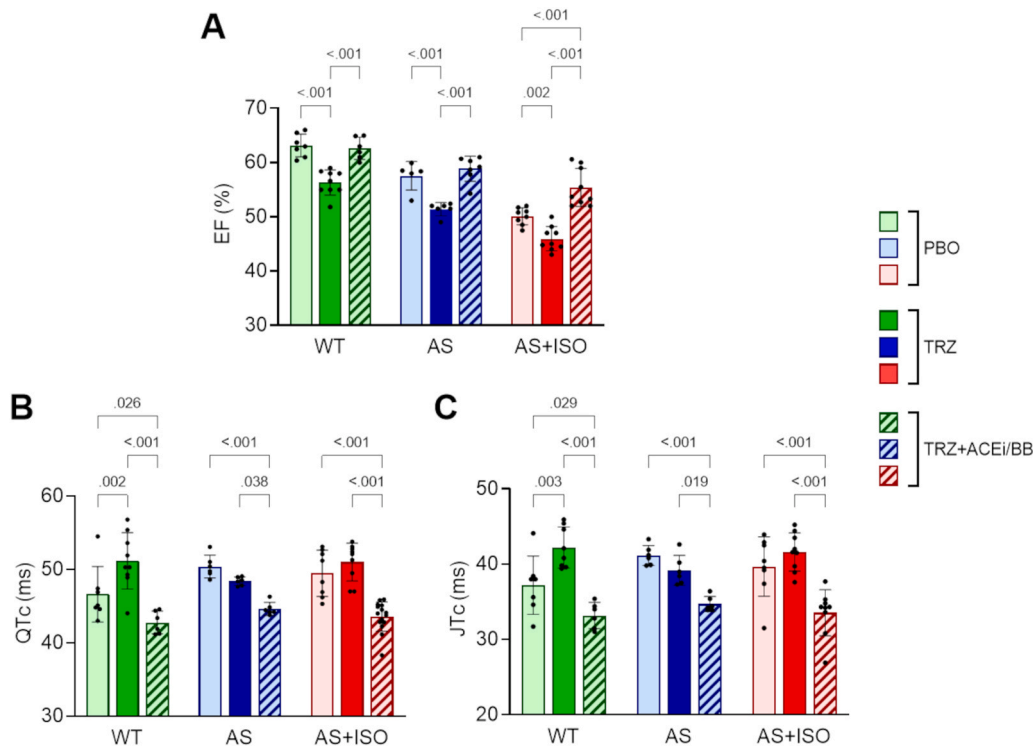 A
<.001
<.001 <.001 <.001
<.001 <.001 .002
70
60
50
40
30
EF (%)
WT AS AS+ISO
PBO
TRZ
TRZ+ACEi/BB
B
.026
<.001 <.001 <.001
.002 .038 <.001
60
50
40
30
QTc (ms)
WT AS AS+ISO
C
.029
<.001 <.001 <.001
.003 .019 <.001
50
40
30
20
JTc (ms)
WT AS AS+ISO